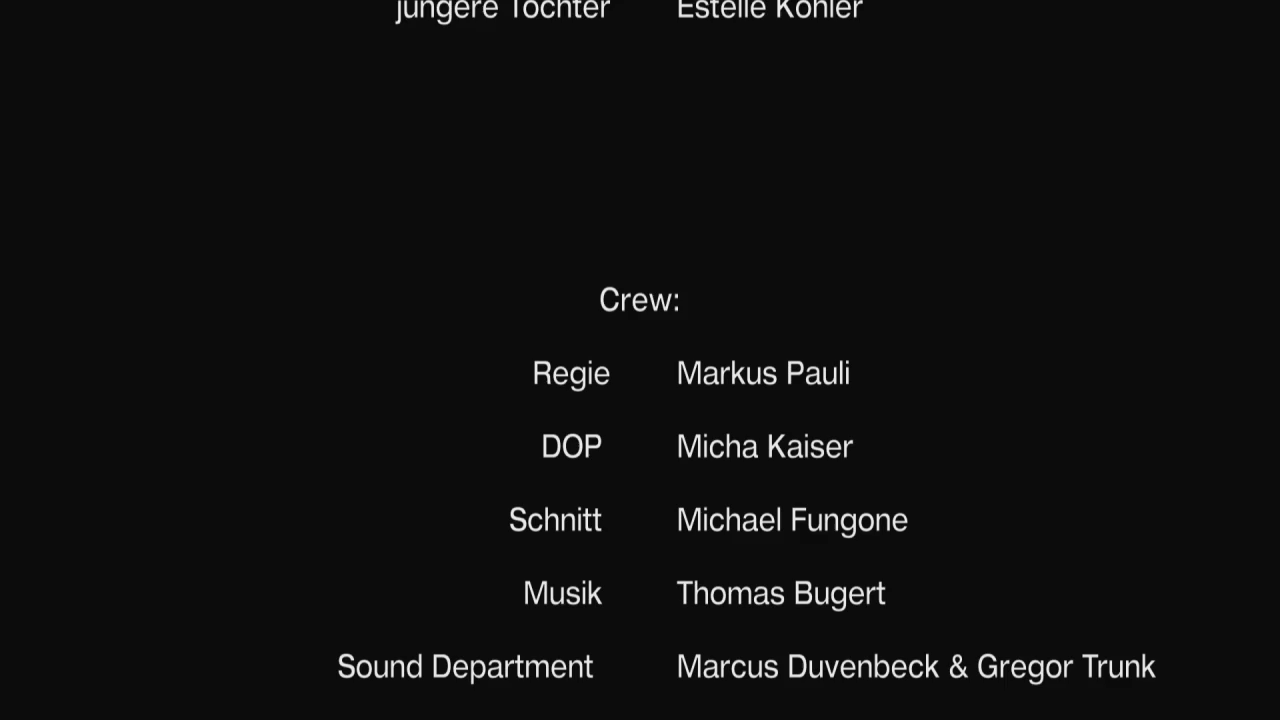 jüngere Tochter Estelle Köhler
Crew:
Regie Markus Pauli
DOP Micha Kaiser
Schnitt Michael Fungone
Musik Thomas Bugert
Sound Department Marcus Duvenbeck & Gregor Trunk